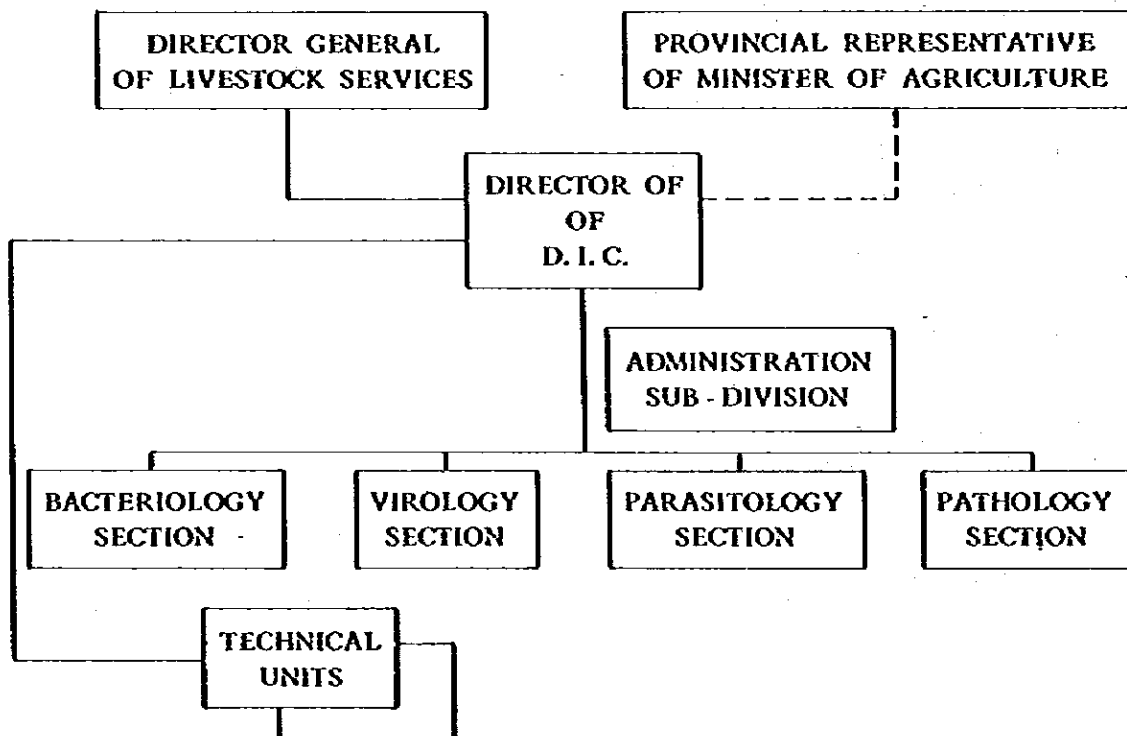 DIRECTOR GENERAL
OF LIVESTOCK SERVICES
PROVINCIAL REPRESENTATIVE
OF MINISTER OF AGRICULTURE
DIRECTOR OF
OF
D. I. C.
ADMINISTRATION
SUB - DIVISION
BACTERIOLOGY
SECTION
VIROLOGY
SECTION
PARASITOLOGY
SECTION
PATHOLOGY
SECTION
TECHNICAL
UNITS